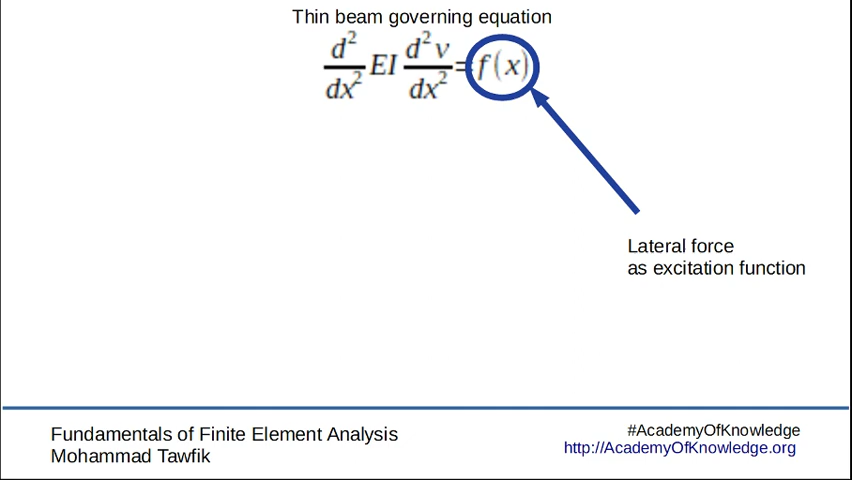 Thin beam governing equation
d²/dx² EI d²v/dx² = f(x)
Lateral force
as excitation function
Fundamentals of Finite Element Analysis
Mohammad Tawfik
#AcademyOfKnowledge
http://AcademyOfKnowledge.org